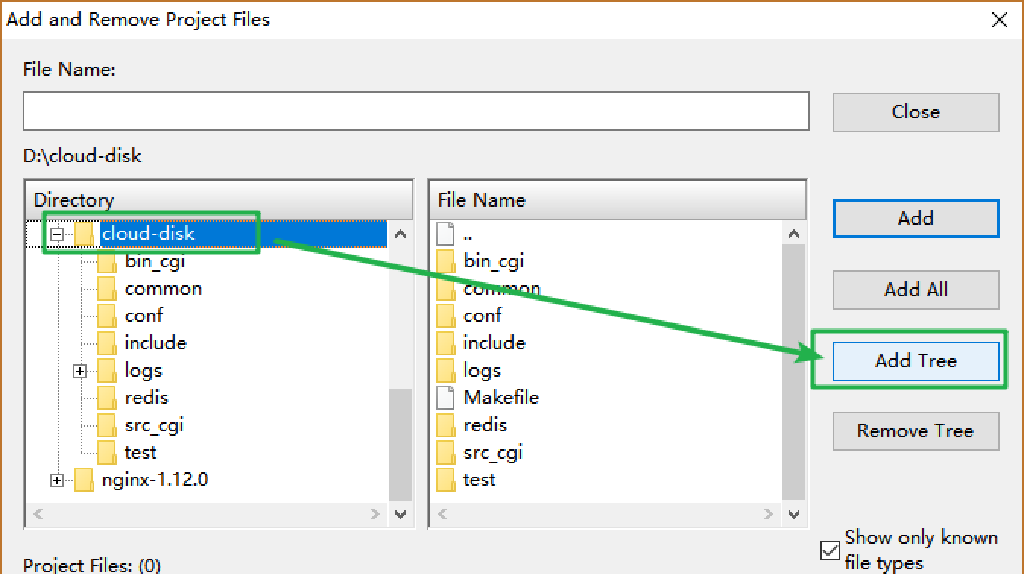 Add and Remove Project Files
File Name:
Close
D:\cloud-disk
Directory
cloud-disk
bin_cgi
common
conf
include
logs
redis
src_cgi
test
nginx-1.12.0
File Name
..
bin_cgi
common
conf
include
logs
Makefile
redis
src_cgi
test
Add
Add All
Add Tree
Remove Tree
Show only known
file types
Project Files: (0)